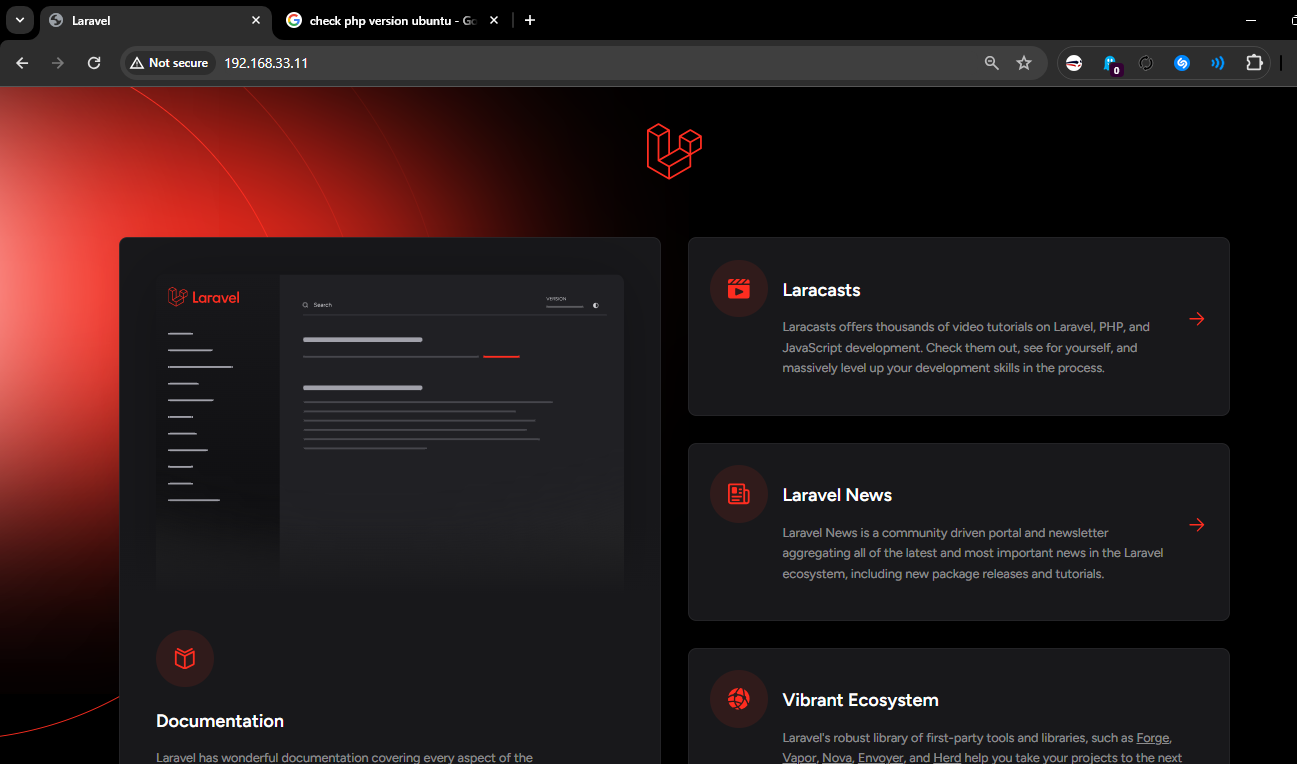 Laravel
check php version ubuntu - Go
Not secure
192.168.33.11
0
Laravel
Search
VERSION
Documentation
Laravel has wonderful documentation covering every aspect of the
Laracasts
Laracasts offers thousands of video tutorials on Laravel, PHP, and
JavaScript development. Check them out, see for yourself, and
massively level up your development skills in the process.
Laravel News
Laravel News is a community driven portal and newsletter
aggregating all of the latest and most important news in the Laravel
ecosystem, including new package releases and tutorials.
Vibrant Ecosystem
Laravel's robust library of first-party tools and libraries, such as Forge,
Vapor, Nova, Envoyer, and Herd help you take your projects to the next